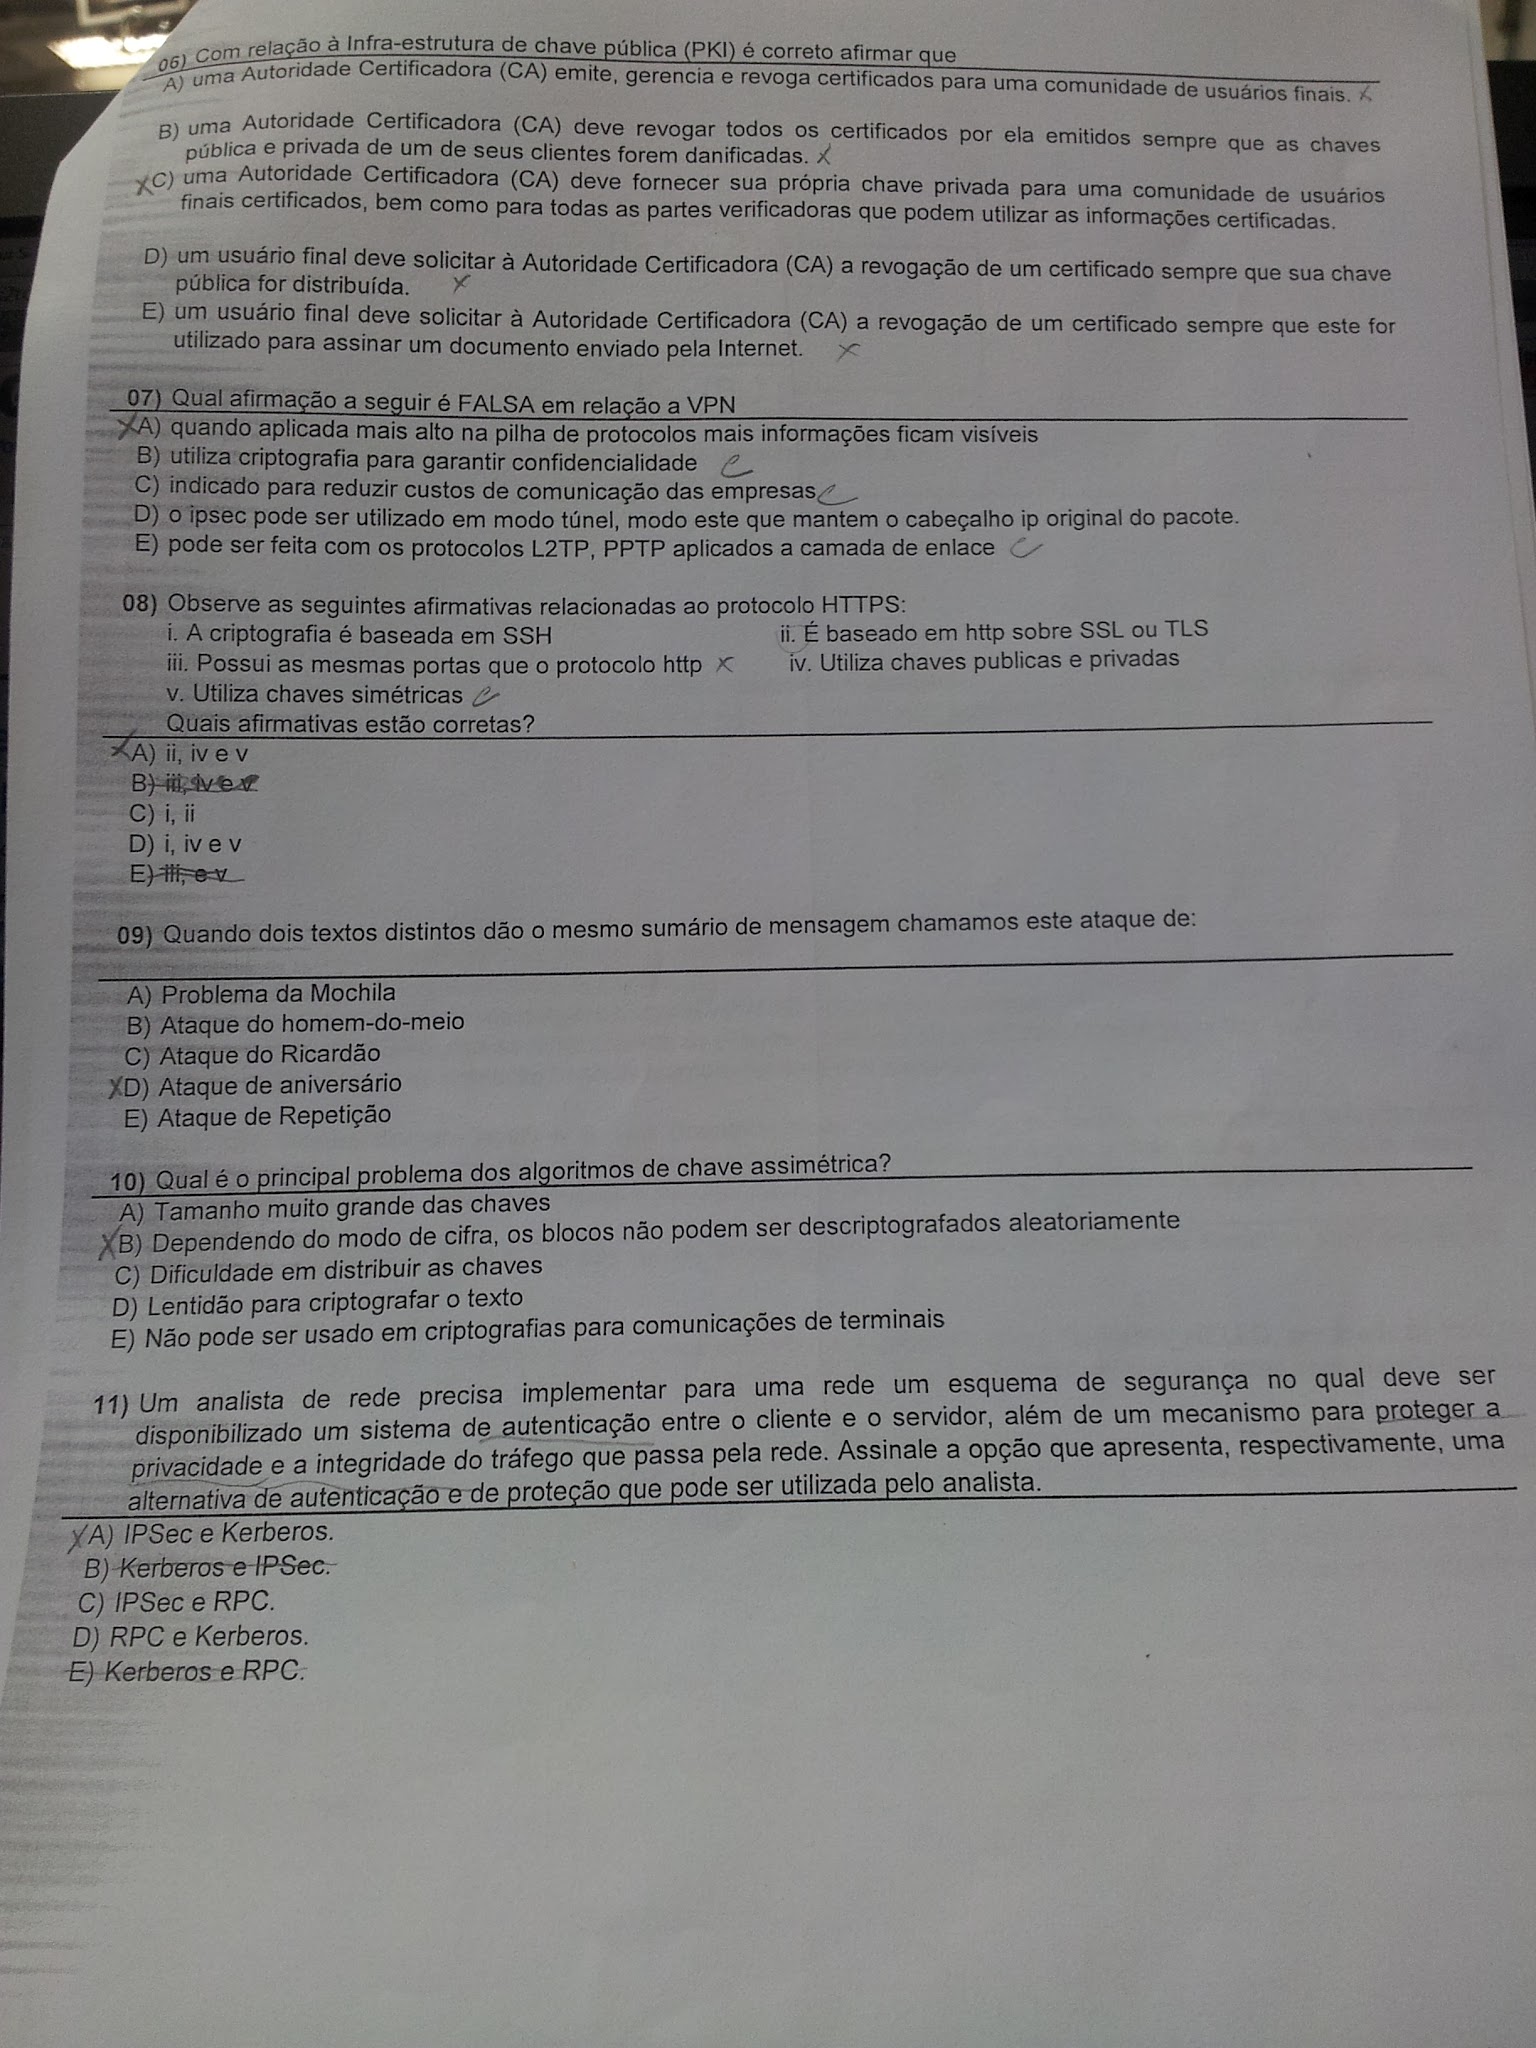 06) Com relação à Infra-estrutura de chave pública (PKI) é correto afirmar que
A) uma Autoridade Certificadora (CA) emite, gerencia e revoga certificados para uma comunidade de usuários finais. X
B) uma Autoridade Certificadora (CA) deve revogar todos os certificados por ela emitidos sempre que as chaves
pública e privada de um de seus clientes forem danificadas. X
X C) uma Autoridade Certificadora (CA) deve fornecer sua própria chave privada para uma comunidade de usuários
finais certificados, bem como para todas as partes verificadoras que podem utilizar as informações certificadas.
D) um usuário final deve solicitar à Autoridade Certificadora (CA) a revogação de um certificado sempre que sua chave
pública for distribuída. X
E) um usuário final deve solicitar à Autoridade Certificadora (CA) a revogação de um certificado sempre que este for
utilizado para assinar um documento enviado pela Internet. X
07) Qual afirmação a seguir é FALSA em relação a VPN
X A) quando aplicada mais alto na pilha de protocolos mais informações ficam visíveis
B) utiliza criptografia para garantir confidencialidade C
C) indicado para reduzir custos de comunicação das empresas C
D) o ipsec pode ser utilizado em modo túnel, modo este que mantem o cabeçalho ip original do pacote.
E) pode ser feita com os protocolos L2TP, PPTP aplicados a camada de enlace C
08) Observe as seguintes afirmativas relacionadas ao protocolo HTTPS:
i. A criptografia é baseada em SSH ii. É baseado em http sobre SSL ou TLS
iii. Possui as mesmas portas que o protocolo http X iv. Utiliza chaves publicas e privadas
v. Utiliza chaves simétricas C
Quais afirmativas estão corretas?
X A) ii, iv e v
B) iii, iv e v
C) i, ii
D) i, iv e v
E) iii, e v
09) Quando dois textos distintos dão o mesmo sumário de mensagem chamamos este ataque de:
A) Problema da Mochila
B) Ataque do homem-do-meio
C) Ataque do Ricardão
X D) Ataque de aniversário
E) Ataque de Repetição
10) Qual é o principal problema dos algoritmos de chave assimétrica?
A) Tamanho muito grande das chaves
X B) Dependendo do modo de cifra, os blocos não podem ser descriptografados aleatoriamente
C) Dificuldade em distribuir as chaves
D) Lentidão para criptografar o texto
E) Não pode ser usado em criptografias para comunicações de terminais
11) Um analista de rede precisa implementar para uma rede um esquema de segurança no qual deve ser
disponibilizado um sistema de autenticação entre o cliente e o servidor, além de um mecanismo para proteger a
privacidade e a integridade do tráfego que passa pela rede. Assinale a opção que apresenta, respectivamente, uma
alternativa de autenticação e de proteção que pode ser utilizada pelo analista.
X A) IPSec e Kerberos.
B) Kerberos e IPSec.
C) IPSec e RPC.
D) RPC e Kerberos.
E) Kerberos e RPC.